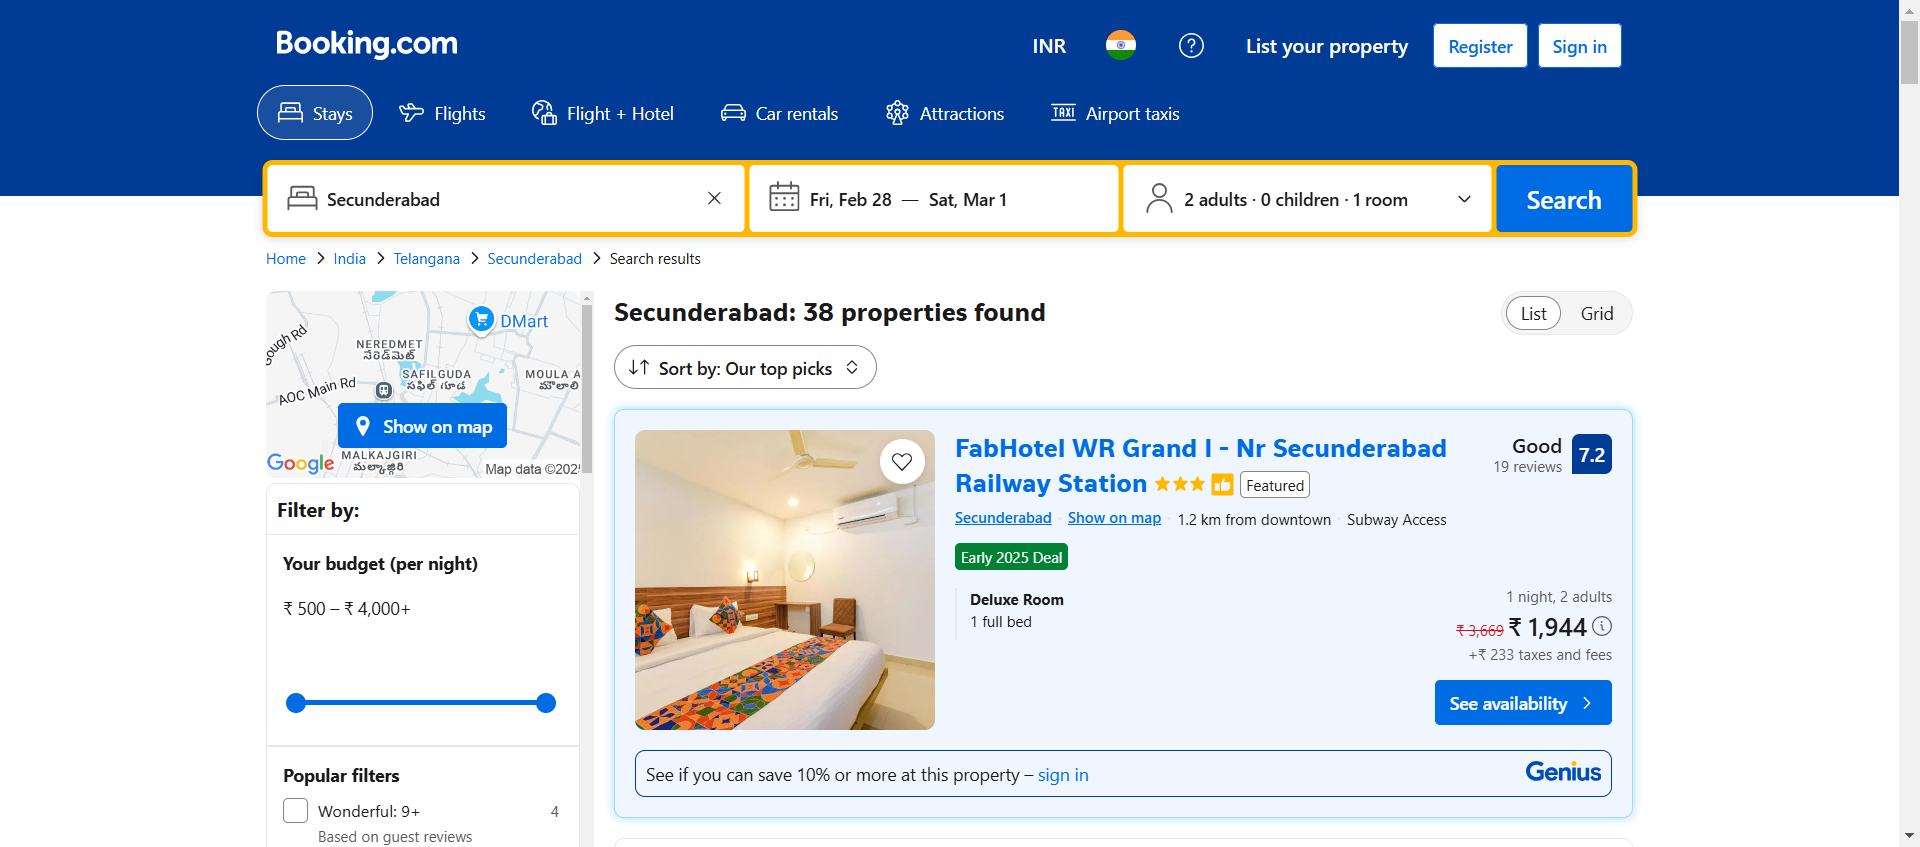 Booking.com
INR
List your property
Register
Sign in
Stays
Flights
Flight + Hotel
Car rentals
Attractions
TAXI
Airport taxis
Secunderabad
Fri, Feb 28 — Sat, Mar 1
2 adults · 0 children · 1 room
Search
Home > India > Telangana > Secunderabad > Search results
DMart
NEREDMET
నేరెడ్‌మెట్
SAFILGUDA
సఫిల్ గూడ
MOULA A
మౌలాలి
AOC Main Rd
Show on map
MALKAJGIRI
మల్కాజ్గిరి
Google
Map data ©202
Filter by:
Your budget (per night)
₹ 500 – ₹ 4,000+
Popular filters
Wonderful: 9+
4
Based on guest reviews
Secunderabad: 38 properties found
List
Grid
Sort by: Our top picks
FabHotel WR Grand I - Nr Secunderabad
Railway Station
Featured
Good
19 reviews
7.2
Secunderabad
Show on map
1.2 km from downtown
Subway Access
Early 2025 Deal
Deluxe Room
1 full bed
1 night, 2 adults
₹ 3,669 ₹ 1,944
+₹ 233 taxes and fees
See availability
See if you can save 10% or more at this property – sign in
Genius